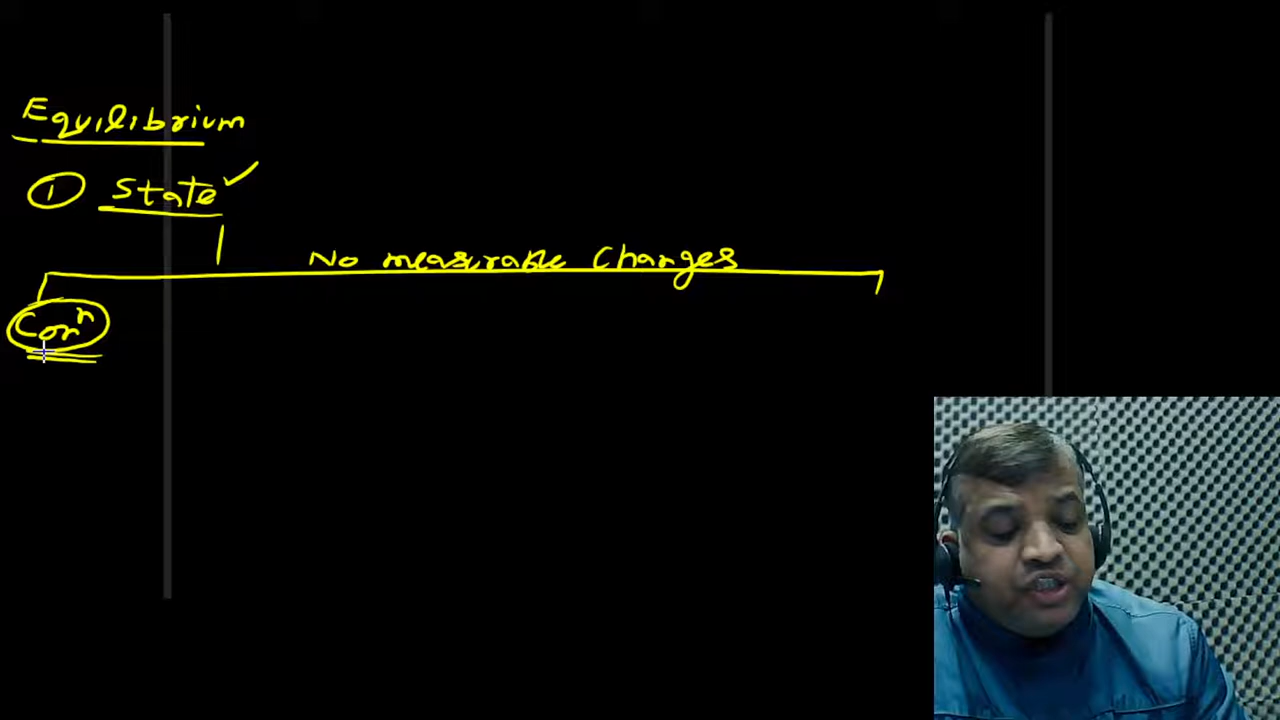 Equilibrium
① State ✓
No measurable Changes
Conⁿ